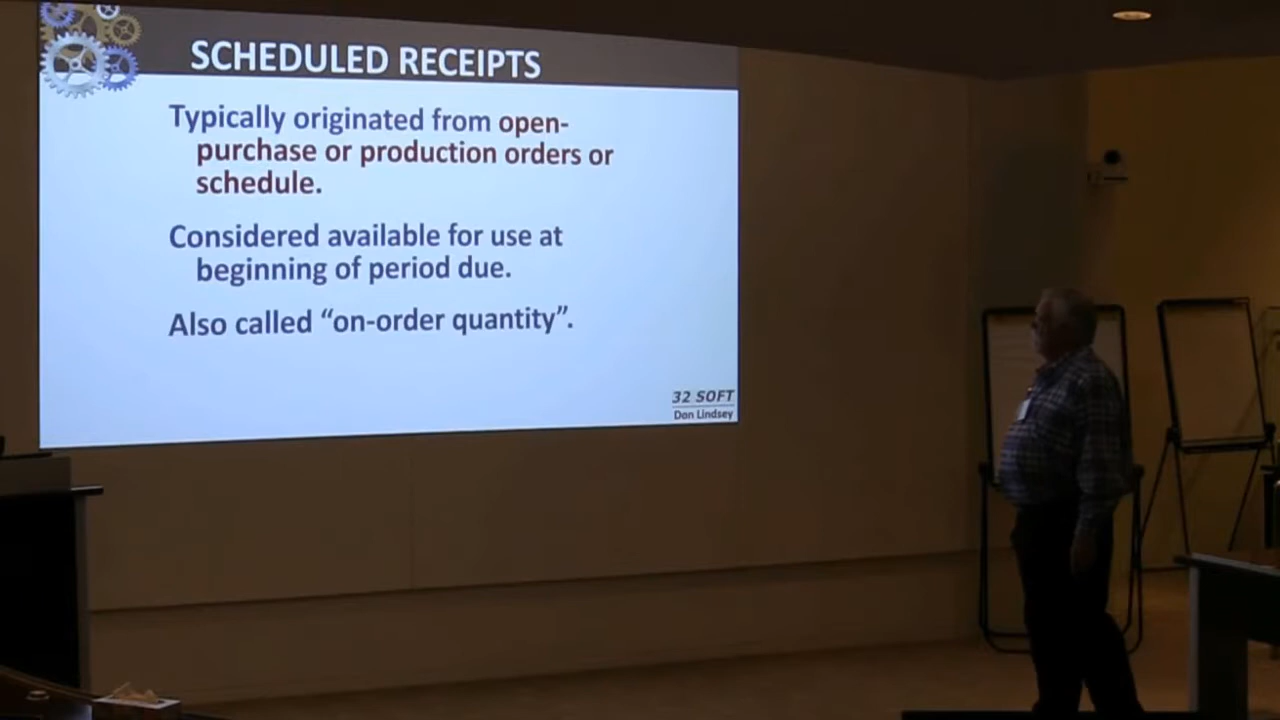 SCHEDULED RECEIPTS
Typically originated from open-
purchase or production orders or
schedule.
Considered available for use at
beginning of period due.
Also called “on-order quantity”.
32 SOFT
Don Lindsey